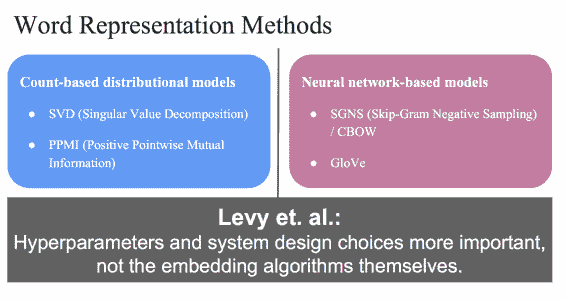 Word Representation Methods
Count-based distributional models
● SVD (Singular Value Decomposition)
● PPMI (Positive Pointwise Mutual
Information)
Neural network-based models
● SGNS (Skip-Gram Negative Sampling)
/ CBOW
● GloVe
Levy et. al.:
Hyperparameters and system design choices more important,
not the embedding algorithms themselves.